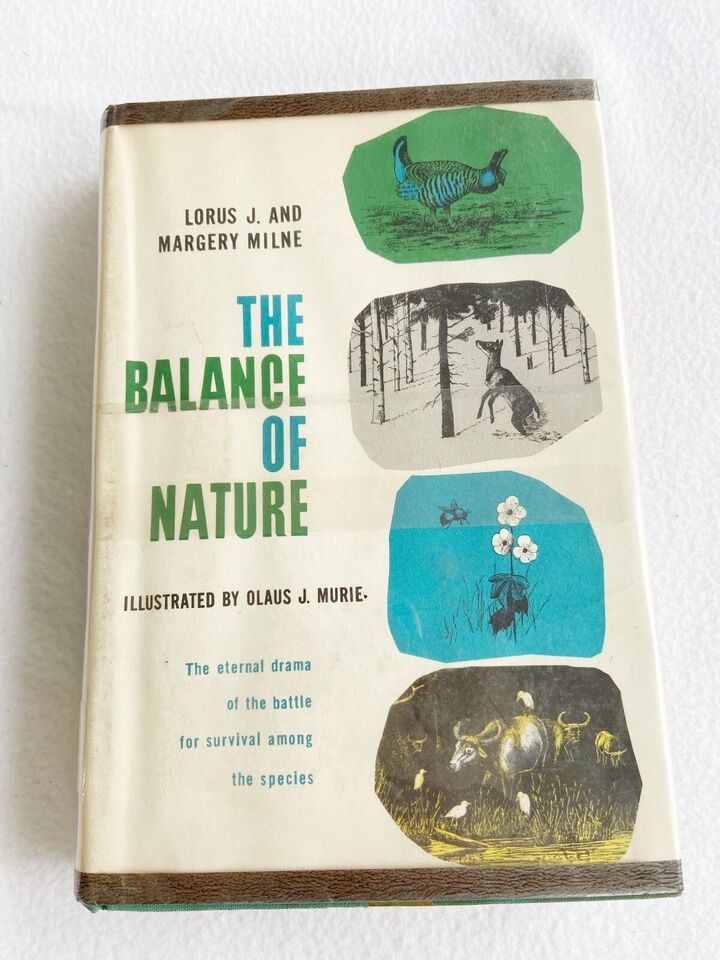 LORUS J. AND
MARGERY MILNE
THE
BALANCE
OF
NATURE
ILLUSTRATED BY OLAUS J. MURIE.
The eternal drama
of the battle
for survival among
the species